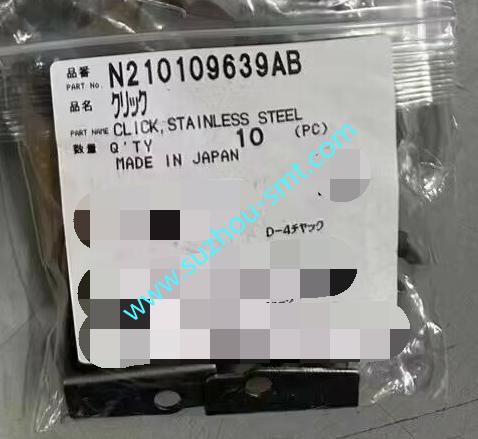 品番
PART NO. N210109639AB
品名 クリック
PART NAME CLICK, STAINLESS STEEL
数量 Q'TY 10 (PC)
MADE IN JAPAN
D-4チャック
www.suzhou-smt.com